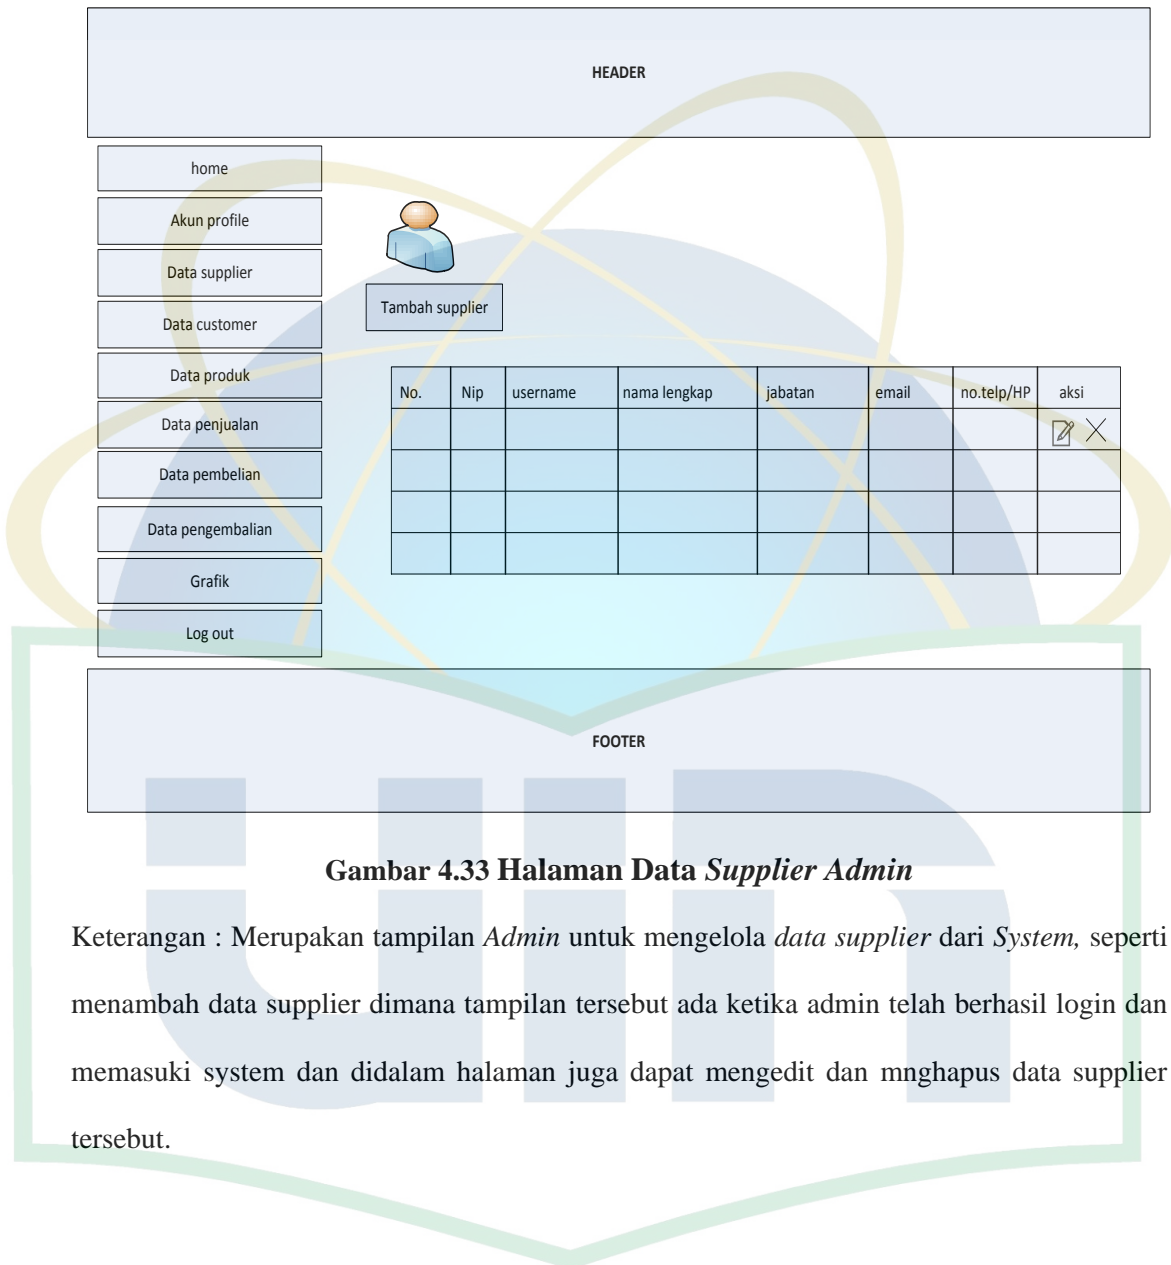 HEADER
home
Akun profile
Data supplier
Data customer
Data produk
Data penjualan
Data pembelian
Data pengembalian
Grafik
Log out
Tambah supplier
No. Nip username nama lengkap jabatan email no.telp/HP aksi
FOOTER
Gambar 4.33 Halaman Data Supplier Admin
Keterangan : Merupakan tampilan Admin untuk mengelola data supplier dari System, seperti
menambah data supplier dimana tampilan tersebut ada ketika admin telah berhasil login dan
memasuki system dan didalam halaman juga dapat mengedit dan mnghapus data supplier
tersebut.
uin